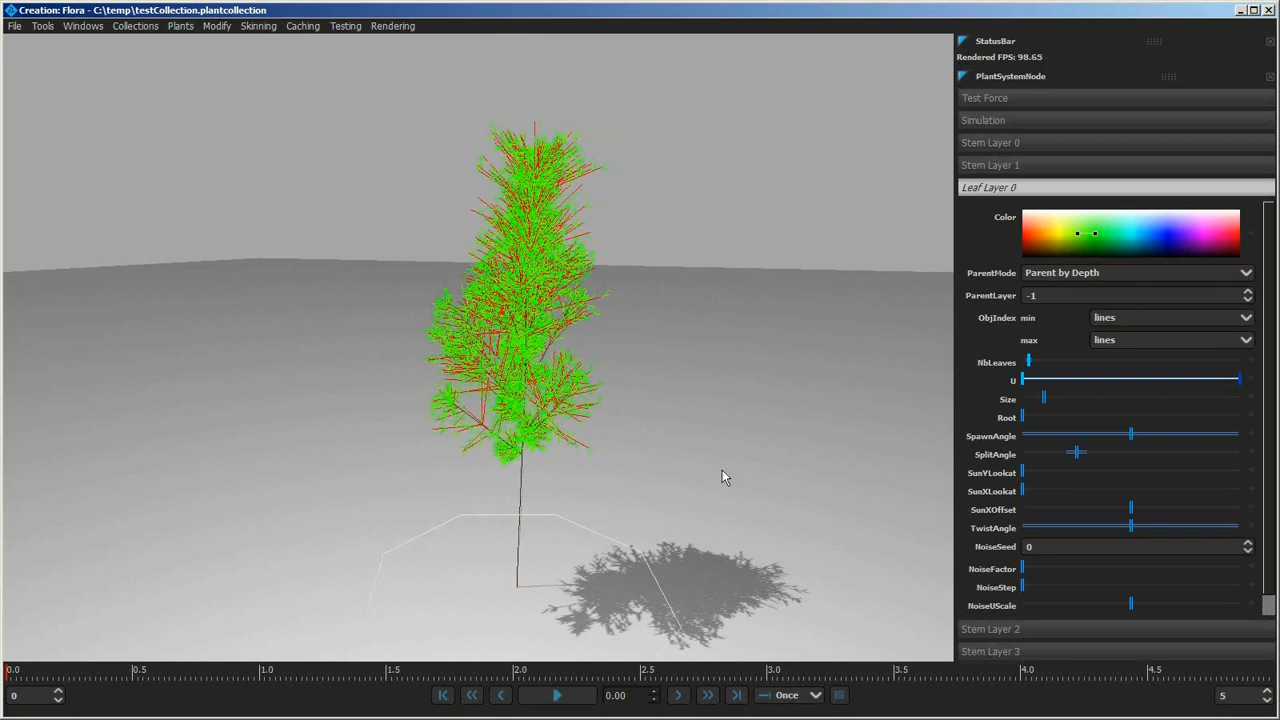 Creation: Flora - C:\temp\testCollection.plantcollection
File Tools Windows Collections Plants Modify Skinning Caching Testing Rendering
StatusBar
Rendered FPS: 98.65
PlantSystemNode
Test Force
Simulation
Stem Layer 0
Stem Layer 1
Leaf Layer 0
Color
ParentMode Parent by Depth
ParentLayer -1
ObjIndex min lines
max lines
NbLeaves
U
Size
Root
SpawnAngle
SplitAngle
SunYLookat
SunXLookat
SunXOffset
TwistAngle
NoiseSeed 0
NoiseFactor
NoiseStep
NoiseUScale
Stem Layer 2
Stem Layer 3
0.0 0.5 1.0 1.5 2.0 2.5 3.0 3.5 4.0 4.5
0 0.00 Once 5